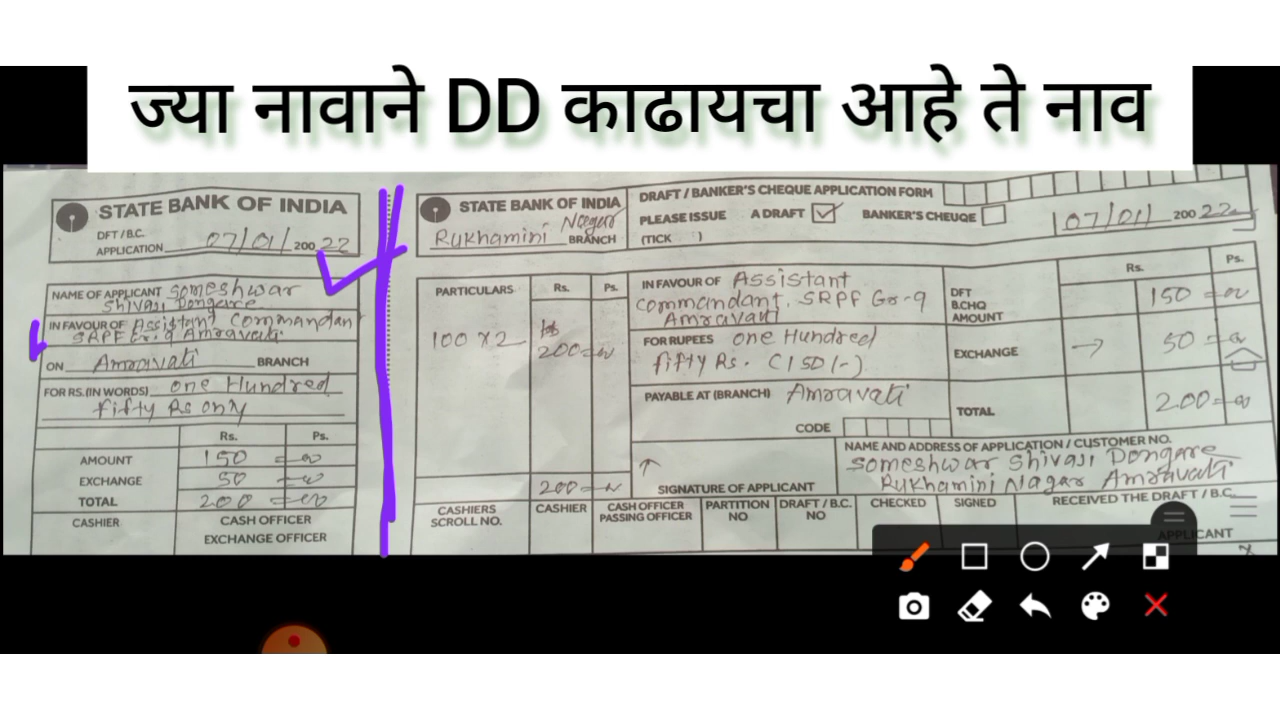 ज्या नावाने DD काढायचा आहे ते नाव
STATE BANK OF INDIA
DFT / B.C.
APPLICATION 07/01/ 200 22
NAME OF APPLICANT Someshwar
Shivaji Dongare
IN FAVOUR OF Assistant Commandan
SRPF Gr.9 Amravati
ON Amravati BRANCH
FOR RS.(IN WORDS) one Hundred
fifty Rs only
Rs. Ps.
AMOUNT 150
EXCHANGE 50
TOTAL 200
CASHIER CASH OFFICER
EXCHANGE OFFICER
STATE BANK OF INDIA
Rukhamini Nagar BRANCH
DRAFT / BANKER'S CHEQUE APPLICATION FORM
PLEASE ISSUE A DRAFT BANKER'S CHEUQE
(TICK )
07/01/ 200 22
PARTICULARS Rs. Ps.
100 x 2 200
200
IN FAVOUR OF Assistant
commandant, SRPF Gr-9
Amravati
FOR RUPEES one Hundred
fifty Rs. (150/-)
PAYABLE AT (BRANCH) Amravati
CODE
Rs. Ps.
DFT
B.CHQ
AMOUNT 150
EXCHANGE → 50
TOTAL 200
SIGNATURE OF APPLICANT
NAME AND ADDRESS OF APPLICATION / CUSTOMER NO.
Someshwar Shivaji Dongare
Rukhamini Nagar Amravati
CASHIERS
SCROLL NO.
CASHIER
CASH OFFICER
PASSING OFFICER
PARTITION
NO
DRAFT / B.C.
NO
CHECKED
SIGNED
RECEIVED THE DRAFT / B.C.
APPLICANT